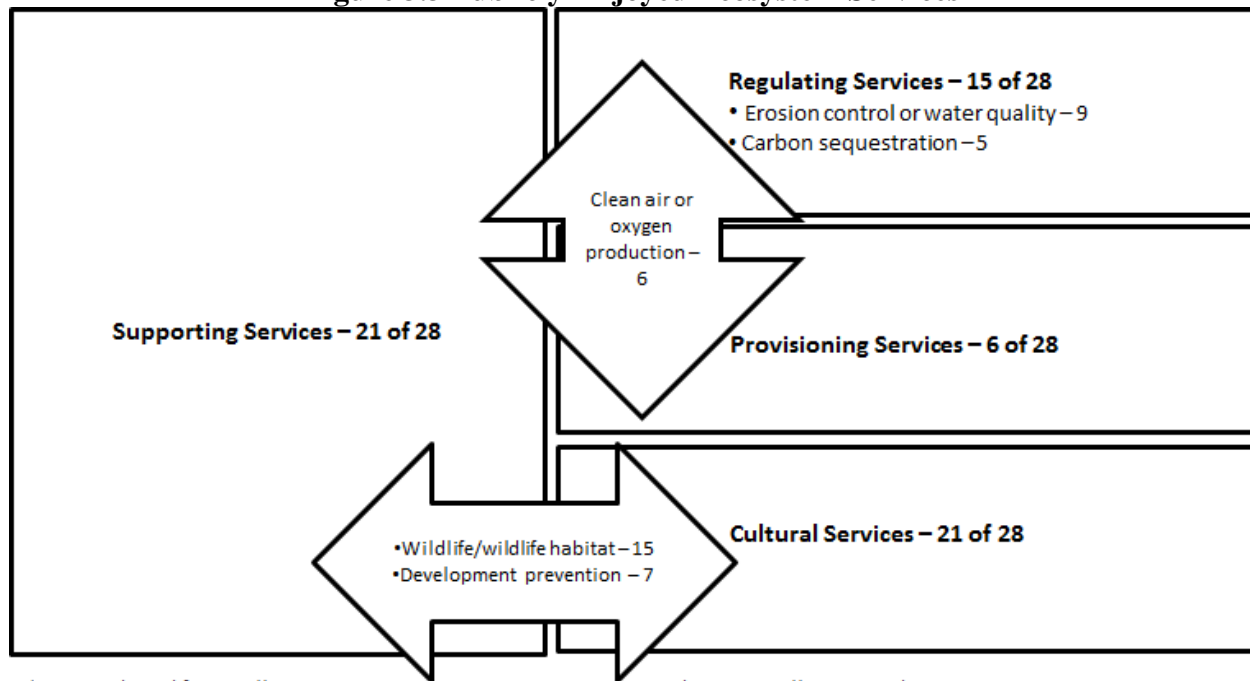 Regulating Services – 15 of 28
• Erosion control or water quality – 9
• Carbon sequestration – 5
Clean air or
oxygen
production –
6
Supporting Services – 21 of 28
Provisioning Services – 6 of 28
•Wildlife/wildlife habitat – 15
•Development prevention – 7
Cultural Services – 21 of 28